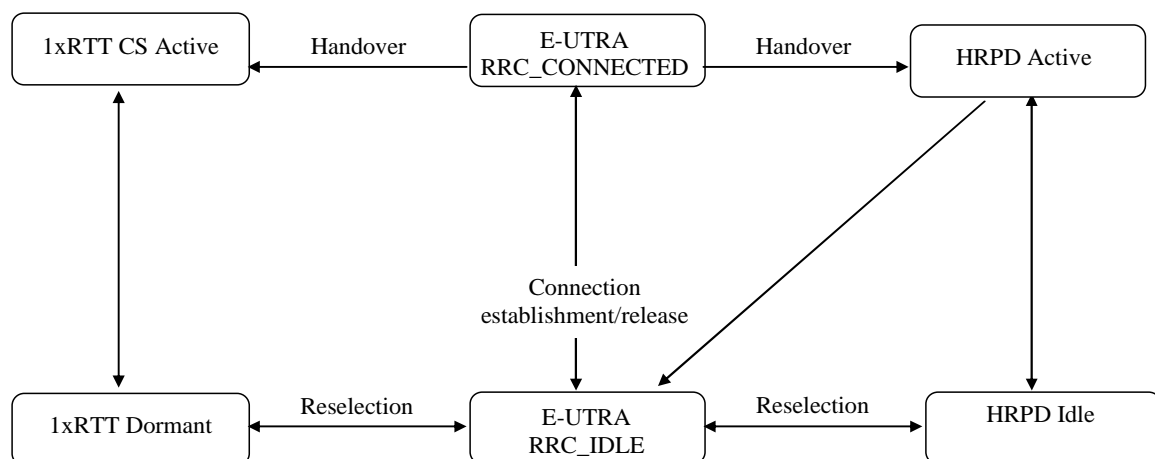 1xRTT CS Active
Handover
E-UTRA
RRC_CONNECTED
Handover
HRPD Active
Connection
establishment/release
1xRTT Dormant
Reselection
E-UTRA
RRC_IDLE
Reselection
HRPD Idle